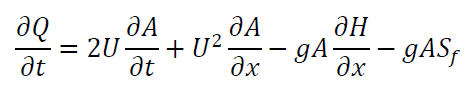 ∂Q/∂t = 2U ∂A/∂t + U² ∂A/∂x − gA ∂H/∂x − gAS_f